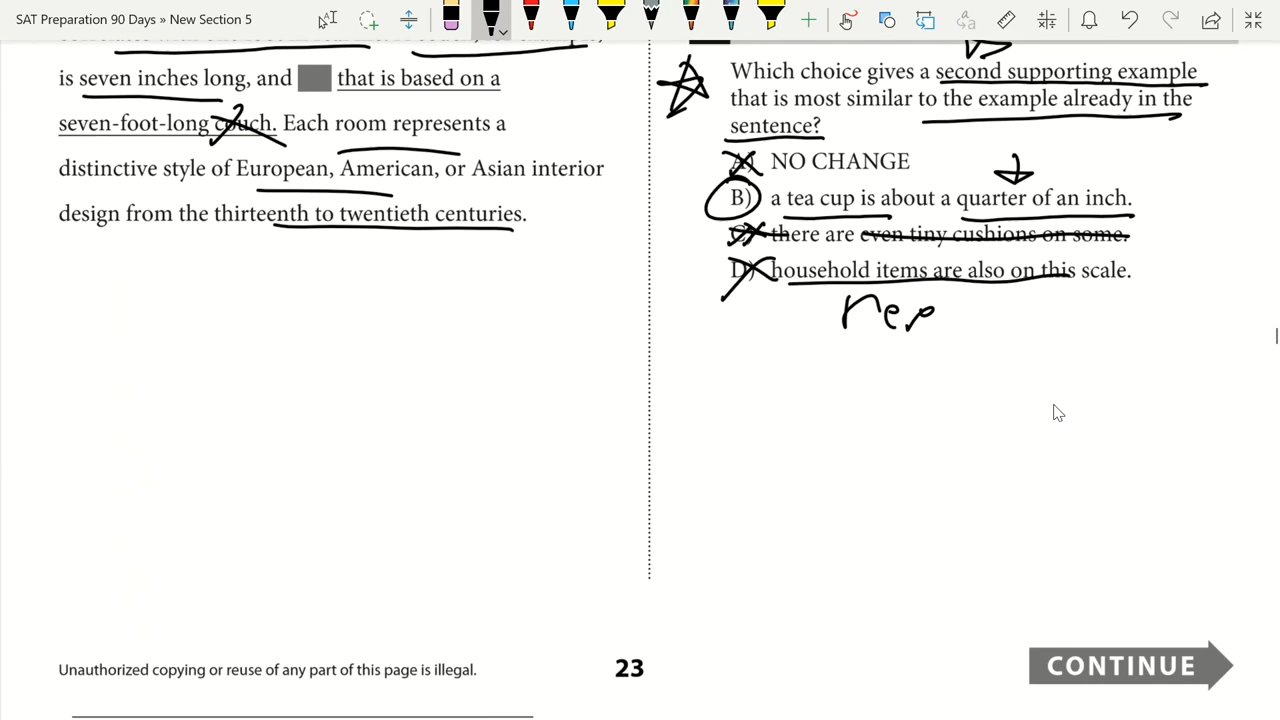 SAT Preparation 90 Days » New Section 5
is seven inches long, and that is based on a
seven-foot-long couch. Each room represents a
distinctive style of European, American, or Asian interior
design from the thirteenth to twentieth centuries.
Which choice gives a second supporting example
that is most similar to the example already in the
sentence?
A) NO CHANGE
B) a tea cup is about a quarter of an inch.
C) there are even tiny cushions on some.
D) household items are also on this scale.
rep
Unauthorized copying or reuse of any part of this page is illegal.
23
CONTINUE